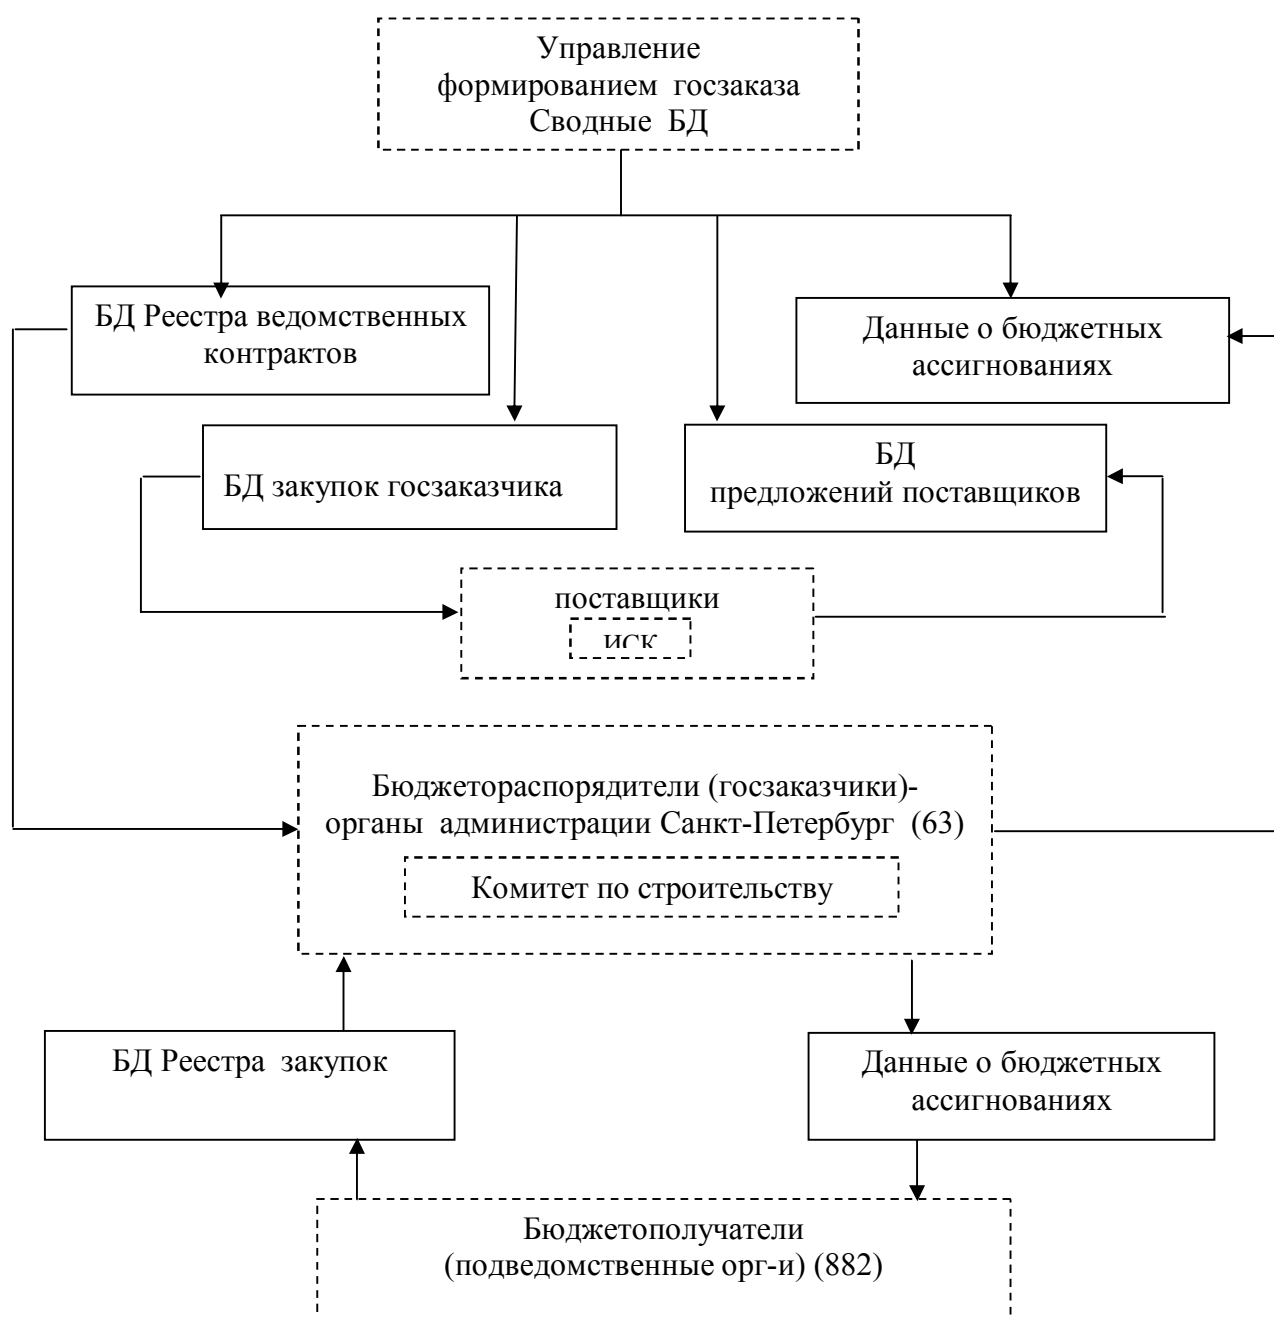 Управление
формированием госзаказа
Сводные БД
БД Реестра ведомственных
контрактов
Данные о бюджетных
ассигнованиях
БД закупок госзаказчика
БД
предложений поставщиков
поставщики
ИСК
Бюджетораспорядители (госзаказчики)-
органы администрации Санкт-Петербург (63)
Комитет по строительству
БД Реестра закупок
Данные о бюджетных
ассигнованиях
Бюджетополучатели
(подведомственные орг-и) (882)